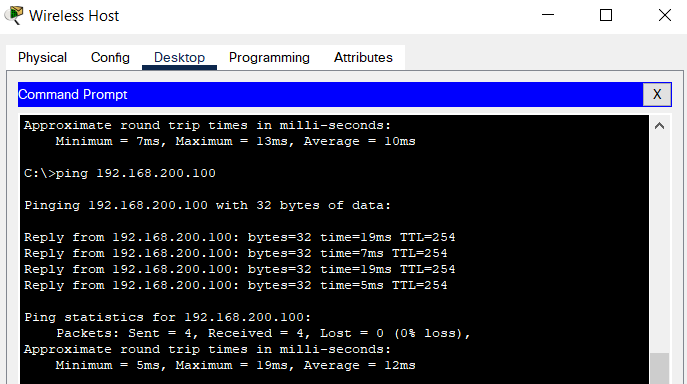 Wireless Host
Physical Config Desktop Programming Attributes
Command Prompt X
Approximate round trip times in milli-seconds:
    Minimum = 7ms, Maximum = 13ms, Average = 10ms

C:\>ping 192.168.200.100

Pinging 192.168.200.100 with 32 bytes of data:

Reply from 192.168.200.100: bytes=32 time=19ms TTL=254
Reply from 192.168.200.100: bytes=32 time=7ms TTL=254
Reply from 192.168.200.100: bytes=32 time=19ms TTL=254
Reply from 192.168.200.100: bytes=32 time=5ms TTL=254

Ping statistics for 192.168.200.100:
    Packets: Sent = 4, Received = 4, Lost = 0 (0% loss),
Approximate round trip times in milli-seconds:
    Minimum = 5ms, Maximum = 19ms, Average = 12ms